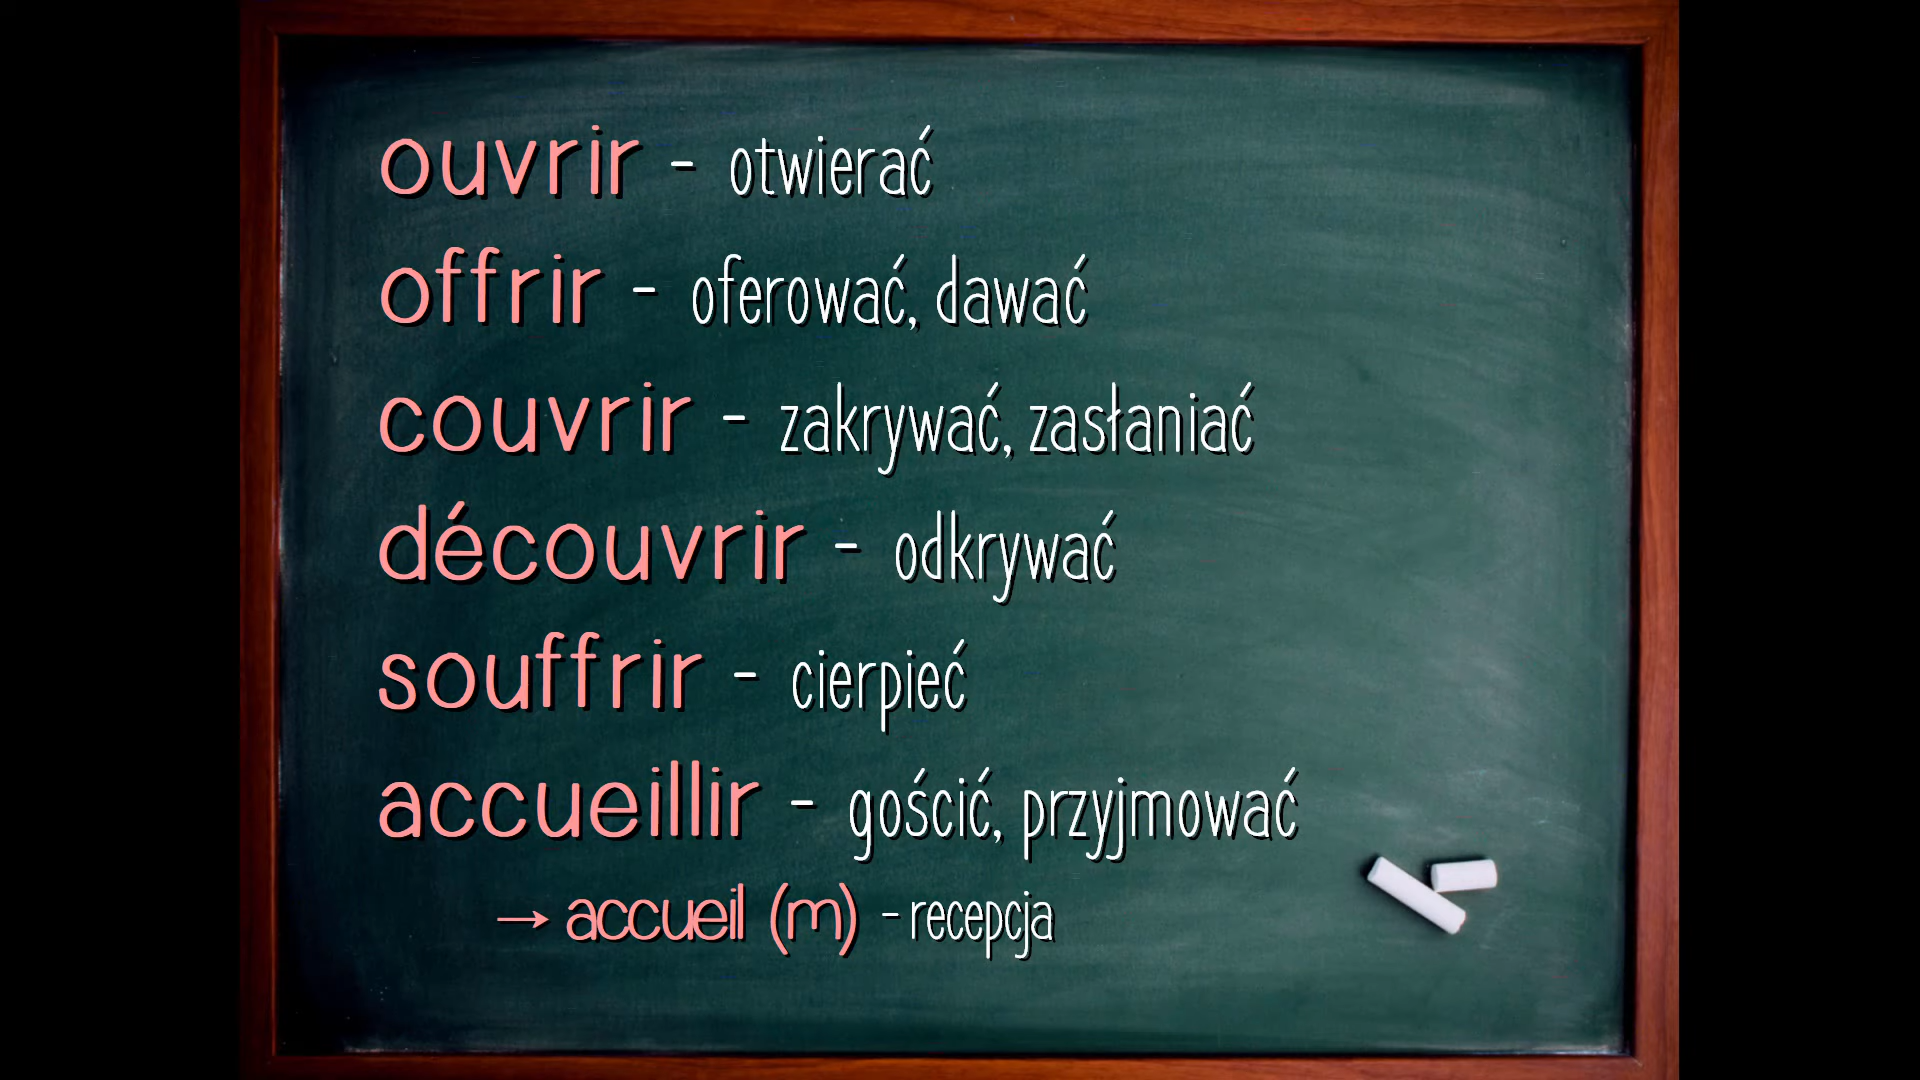 ouvrir - otwierać
offrir - oferować, dawać
couvrir - zakrywać, zasłaniać
découvrir - odkrywać
souffrir - cierpieć
accueillir - gościć, przyjmować
→ accueil (m) - recepcja